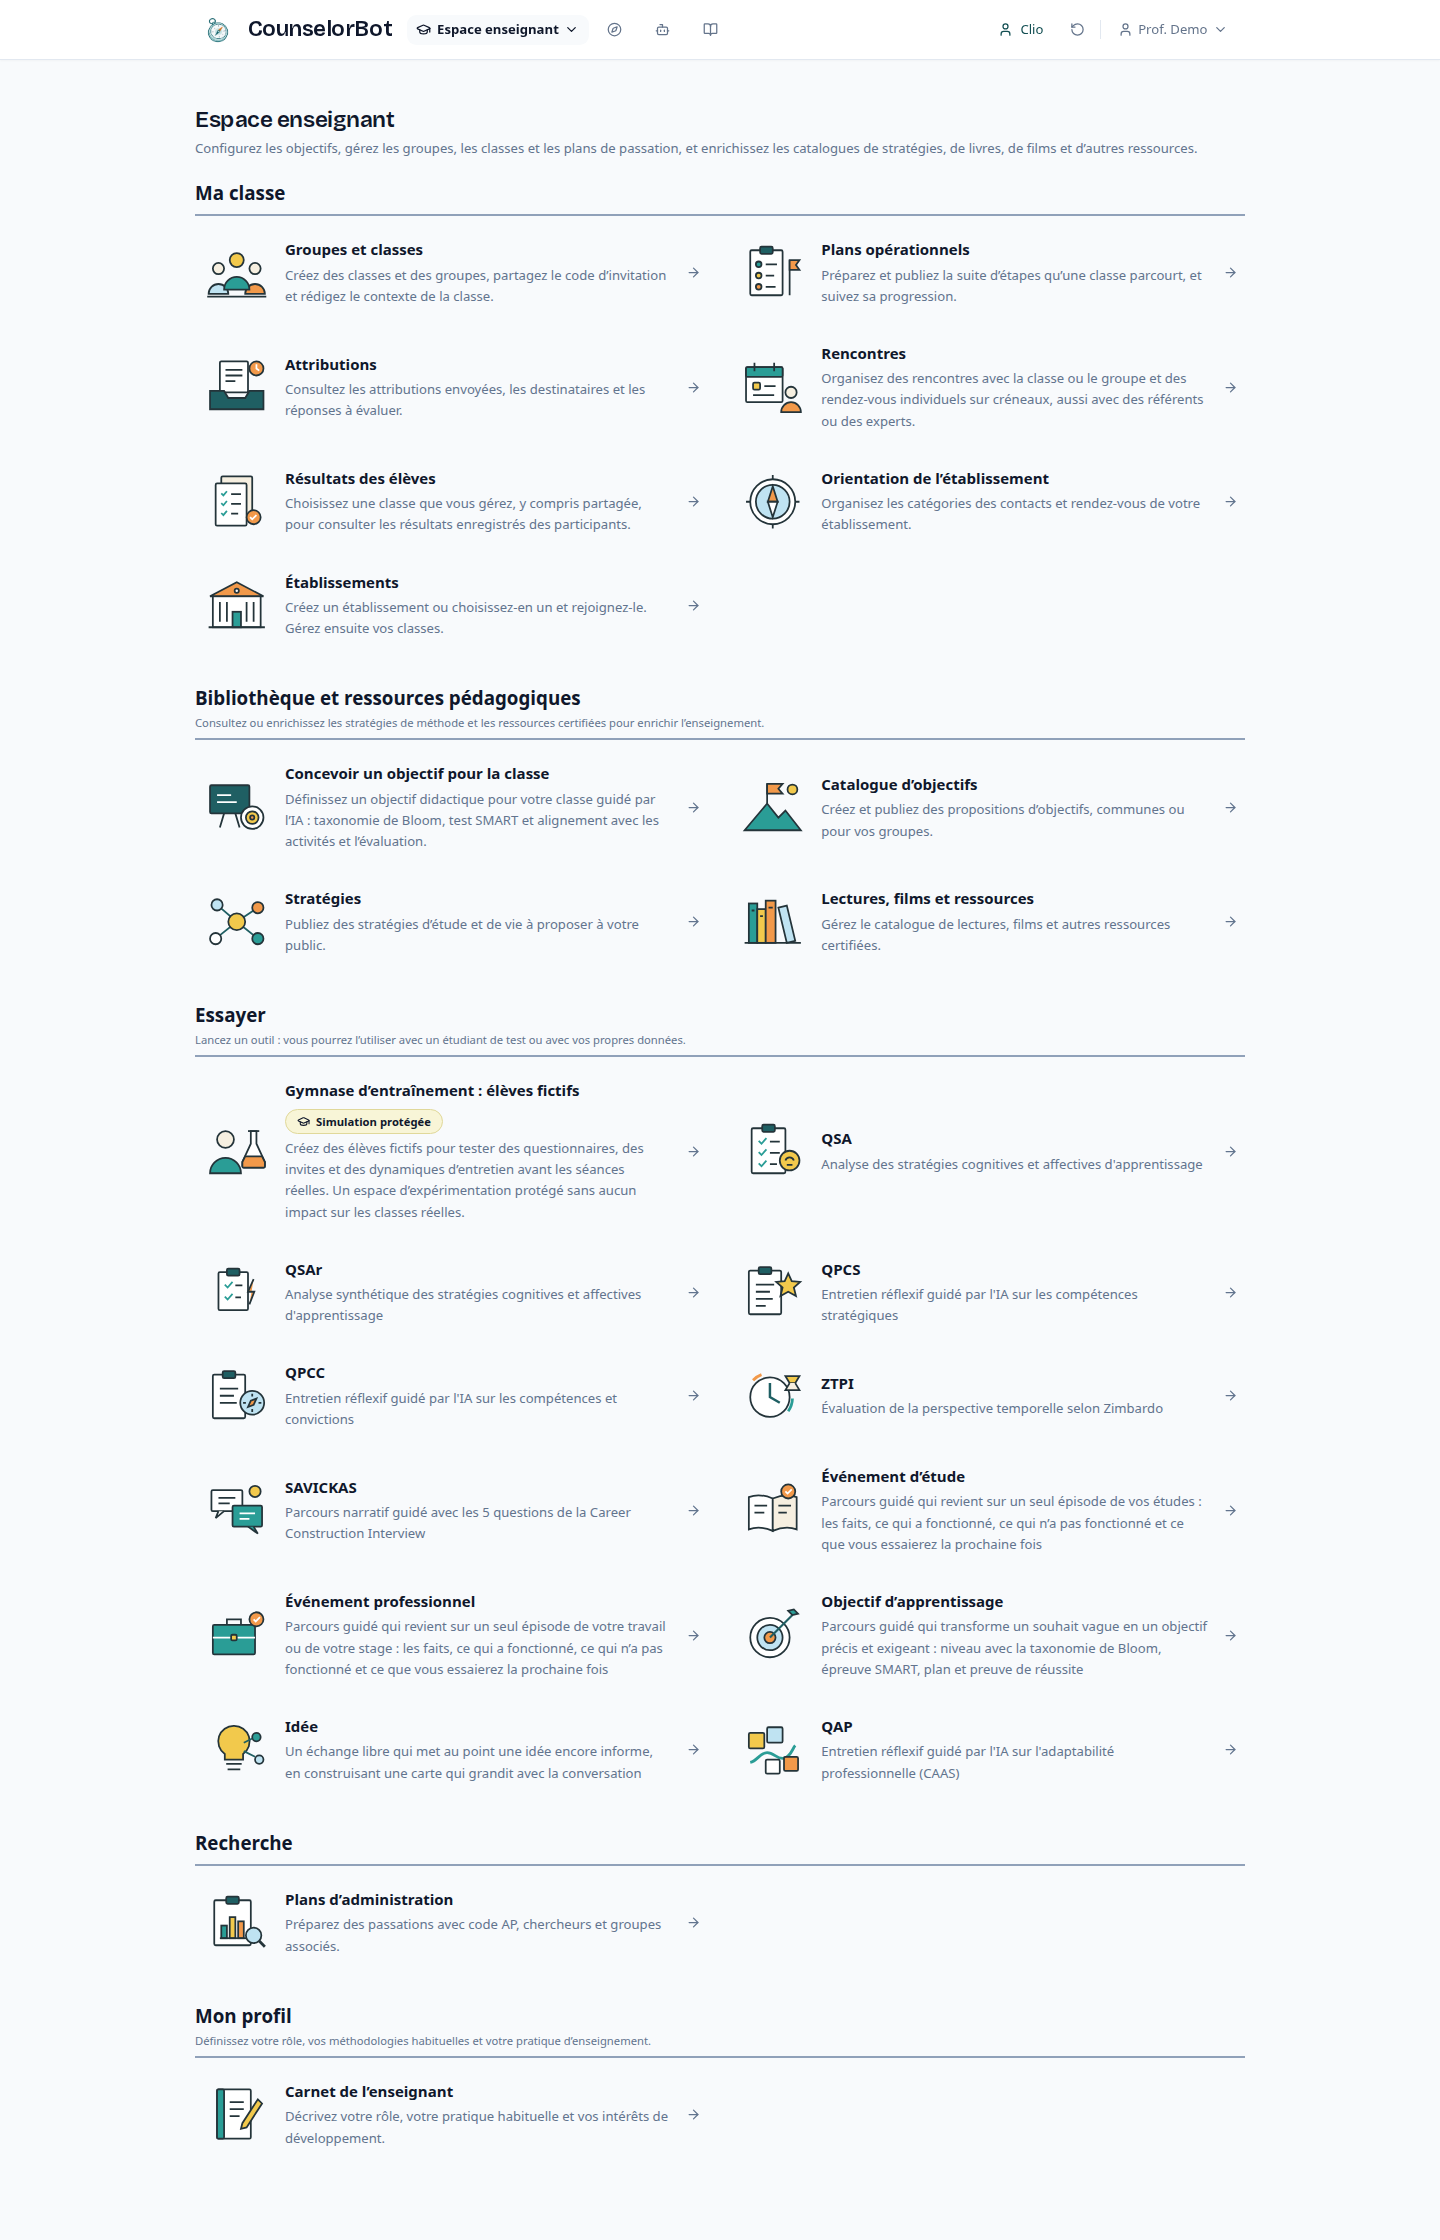 CounselorBot
Espace enseignant
Clio
Prof. Demo
Espace enseignant
Configurez les objectifs, gérez les groupes, les classes et les plans de passation, et enrichissez les catalogues de stratégies, de livres, de films et d’autres ressources.
Ma classe
Groupes et classes
Créez des classes et des groupes, partagez le code d’invitation
et rédigez le contexte de la classe.
Plans opérationnels
Préparez et publiez la suite d’étapes qu’une classe parcourt, et
suivez sa progression.
Attributions
Consultez les attributions envoyées, les destinataires et les
réponses à évaluer.
Rencontres
Organisez des rencontres avec la classe ou le groupe et des
rendez-vous individuels sur créneaux, aussi avec des référents
ou des experts.
Résultats des élèves
Choisissez une classe que vous gérez, y compris partagée,
pour consulter les résultats enregistrés des participants.
Orientation de l’établissement
Organisez les catégories des contacts et rendez-vous de votre
établissement.
Établissements
Créez un établissement ou choisissez-en un et rejoignez-le.
Gérez ensuite vos classes.
Bibliothèque et ressources pédagogiques
Consultez ou enrichissez les stratégies de méthode et les ressources certifiées pour enrichir l’enseignement.
Concevoir un objectif pour la classe
Définissez un objectif didactique pour votre classe guidé par
l’IA : taxonomie de Bloom, test SMART et alignement avec les
activités et l’évaluation.
Catalogue d’objectifs
Créez et publiez des propositions d’objectifs, communes ou
pour vos groupes.
Stratégies
Publiez des stratégies d’étude et de vie à proposer à votre
public.
Lectures, films et ressources
Gérez le catalogue de lectures, films et autres ressources
certifiées.
Essayer
Lancez un outil : vous pourrez l’utiliser avec un étudiant de test ou avec vos propres données.
Gymnase d’entraînement : élèves fictifs
Simulation protégée
Créez des élèves fictifs pour tester des questionnaires, des
invites et des dynamiques d’entretien avant les séances
réelles. Un espace d’expérimentation protégé sans aucun
impact sur les classes réelles.
QSA
Analyse des stratégies cognitives et affectives d'apprentissage
QSAr
Analyse synthétique des stratégies cognitives et affectives
d'apprentissage
QPCS
Entretien réflexif guidé par l'IA sur les compétences
stratégiques
QPCC
Entretien réflexif guidé par l'IA sur les compétences et
convictions
ZTPI
Évaluation de la perspective temporelle selon Zimbardo
SAVICKAS
Parcours narratif guidé avec les 5 questions de la Career
Construction Interview
Événement d’étude
Parcours guidé qui revient sur un seul épisode de vos études :
les faits, ce qui a fonctionné, ce qui n’a pas fonctionné et ce
que vous essaierez la prochaine fois
Événement professionnel
Parcours guidé qui revient sur un seul épisode de votre travail
ou de votre stage : les faits, ce qui a fonctionné, ce qui n’a pas
fonctionné et ce que vous essaierez la prochaine fois
Objectif d’apprentissage
Parcours guidé qui transforme un souhait vague en un objectif
précis et exigeant : niveau avec la taxonomie de Bloom,
épreuve SMART, plan et preuve de réussite
Idée
Un échange libre qui met au point une idée encore informe,
en construisant une carte qui grandit avec la conversation
QAP
Entretien réflexif guidé par l'IA sur l'adaptabilité
professionnelle (CAAS)
Recherche
Plans d’administration
Préparez des passations avec code AP, chercheurs et groupes
associés.
Mon profil
Définissez votre rôle, vos méthodologies habituelles et votre pratique d’enseignement.
Carnet de l’enseignant
Décrivez votre rôle, votre pratique habituelle et vos intérêts de
développement.